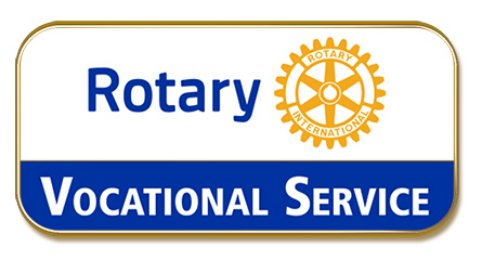 Rotary
ROTARY
INTERNATIONAL
VOCATIONAL SERVICE